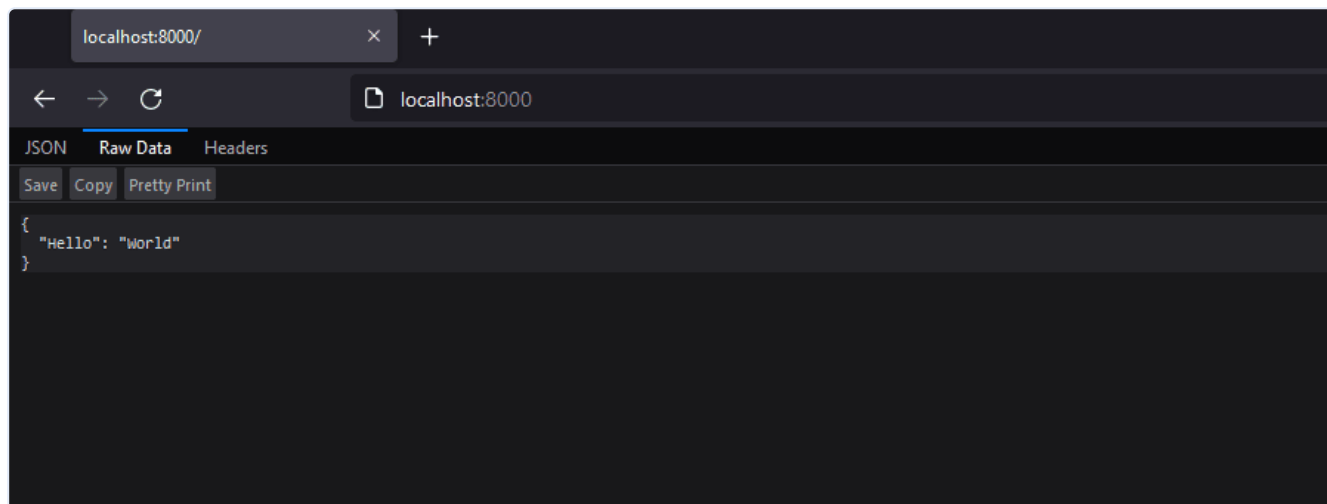 localhost:8000/
localhost:8000
JSON Raw Data Headers
Save Copy Pretty Print
{
"Hello": "World"
}